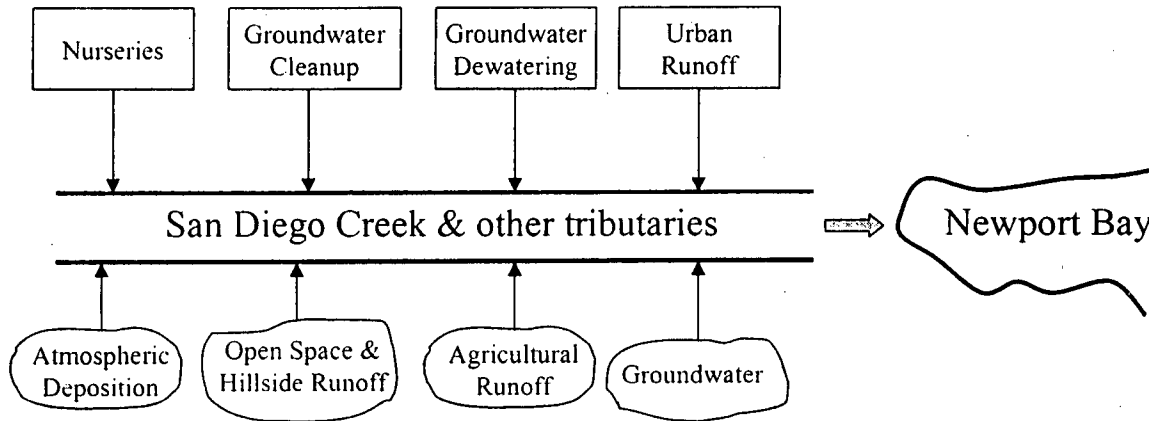 Nurseries
Groundwater
Cleanup
Groundwater
Dewatering
Urban
Runoff
San Diego Creek & other tributaries
Newport Bay
Atmospheric
Deposition
Open Space &
Hillside Runoff
Agricultural
Runoff
Groundwater